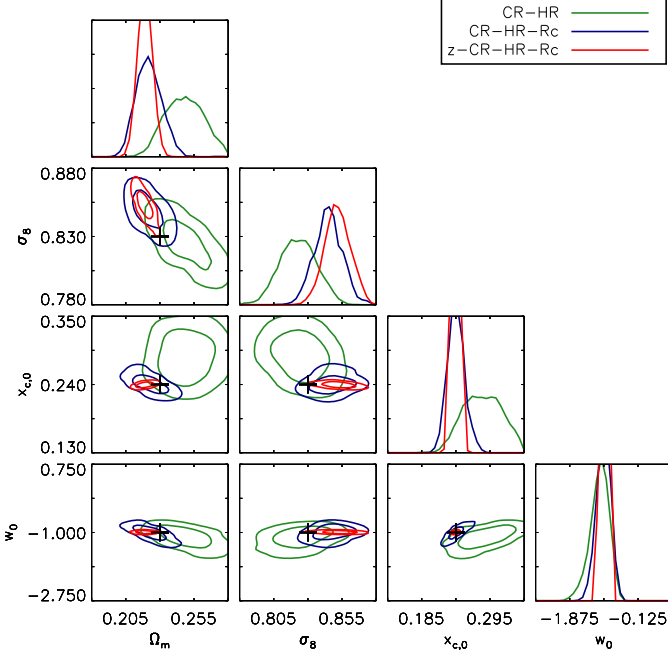 CR−HR
CR−HR−Rc
z−CR−HR−Rc
0.880
0.830
0.780
σ8
0.350
0.240
0.130
xc,0
0.750
−1.000
−2.750
w0
0.205 0.255 0.805 0.855 0.185 0.295 −1.875 −0.125
Ωm σ8 xc,0 w0